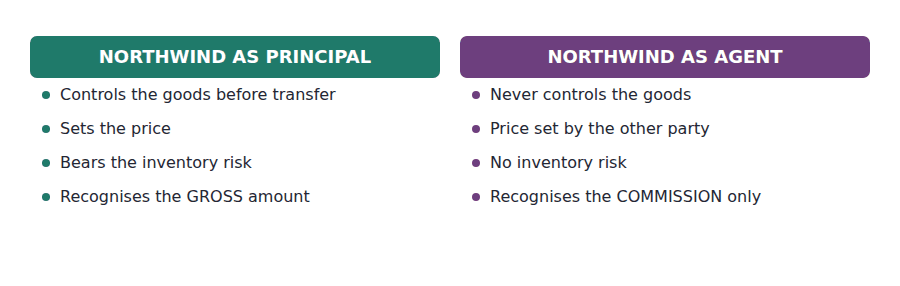 NORTHWIND AS PRINCIPAL
Controls the goods before transfer
Sets the price
Bears the inventory risk
Recognises the GROSS amount
NORTHWIND AS AGENT
Never controls the goods
Price set by the other party
No inventory risk
Recognises the COMMISSION only